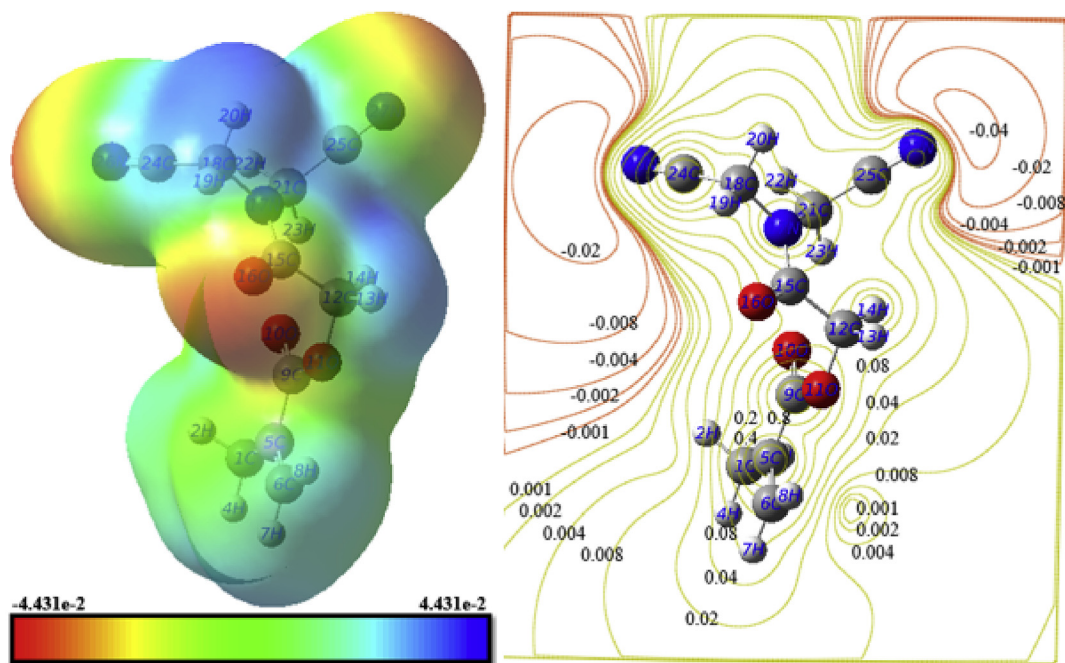 20H
24C
18C
22H
25C
19H
21C
23H
15C
16O
14H
12C
13H
10O
11O
9C
2H
5C
1C
8H
6C
4H
7H
-4.431e-2
4.431e-2
-0.04
20H
24C
18C
22H
25C
-0.02
19H
21C
-0.008
-0.004
-0.02
23H
-0.002
-0.001
15C
16O
14H
12C
13H
-0.008
10O
-0.004
0.08
-0.002
9C
11O
0.04
-0.001
0.2
0.8
2H
0.4
0.02
1C
5C
0.008
0.001
6C
8H
0.002
4H
0.001
0.004
0.08
0.002
0.008
7H
0.004
0.04
0.02